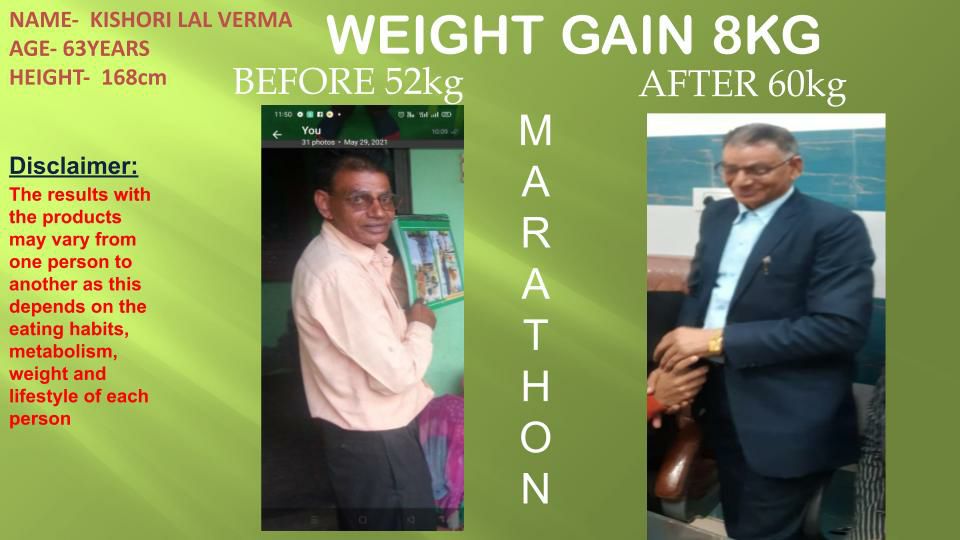 NAME-  KISHORI LAL VERMA
AGE- 63YEARS
HEIGHT-  168cm
WEIGHT GAIN 8KG
BEFORE 52kg
AFTER 60kg
Disclaimer:
The results with
the products
may vary from
one person to
another as this
depends on the
eating habits,
metabolism,
weight and
lifestyle of each
person
11:50
You
10:09
31 photos • May 29, 2021
M
A
R
A
T
H
O
N